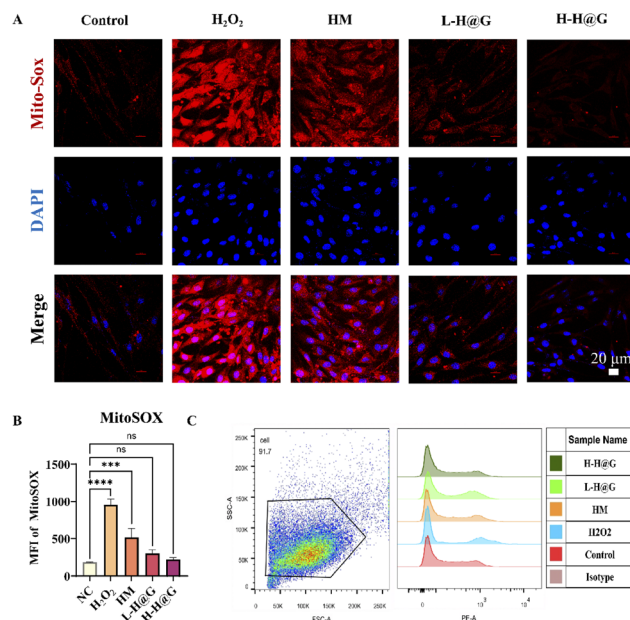 A
Control
H₂O₂
HM
L-H@G
H-H@G
Mito-Sox
DAPI
Merge
20 μm
B
MitoSOX
ns
ns
***
****
MFI of MitoSOX
1500
1000
500
0
NC
H₂O₂
HM
L-H@G
H-H@G
C
cell
91.7
SSC-A
250K
200K
150K
100K
50K
0
50K
100K
150K
200K
250K
FSC-A
0
10³
10⁴
PE-A
Sample Name
H-H@G
L-H@G
HM
H2O2
Control
Isotype